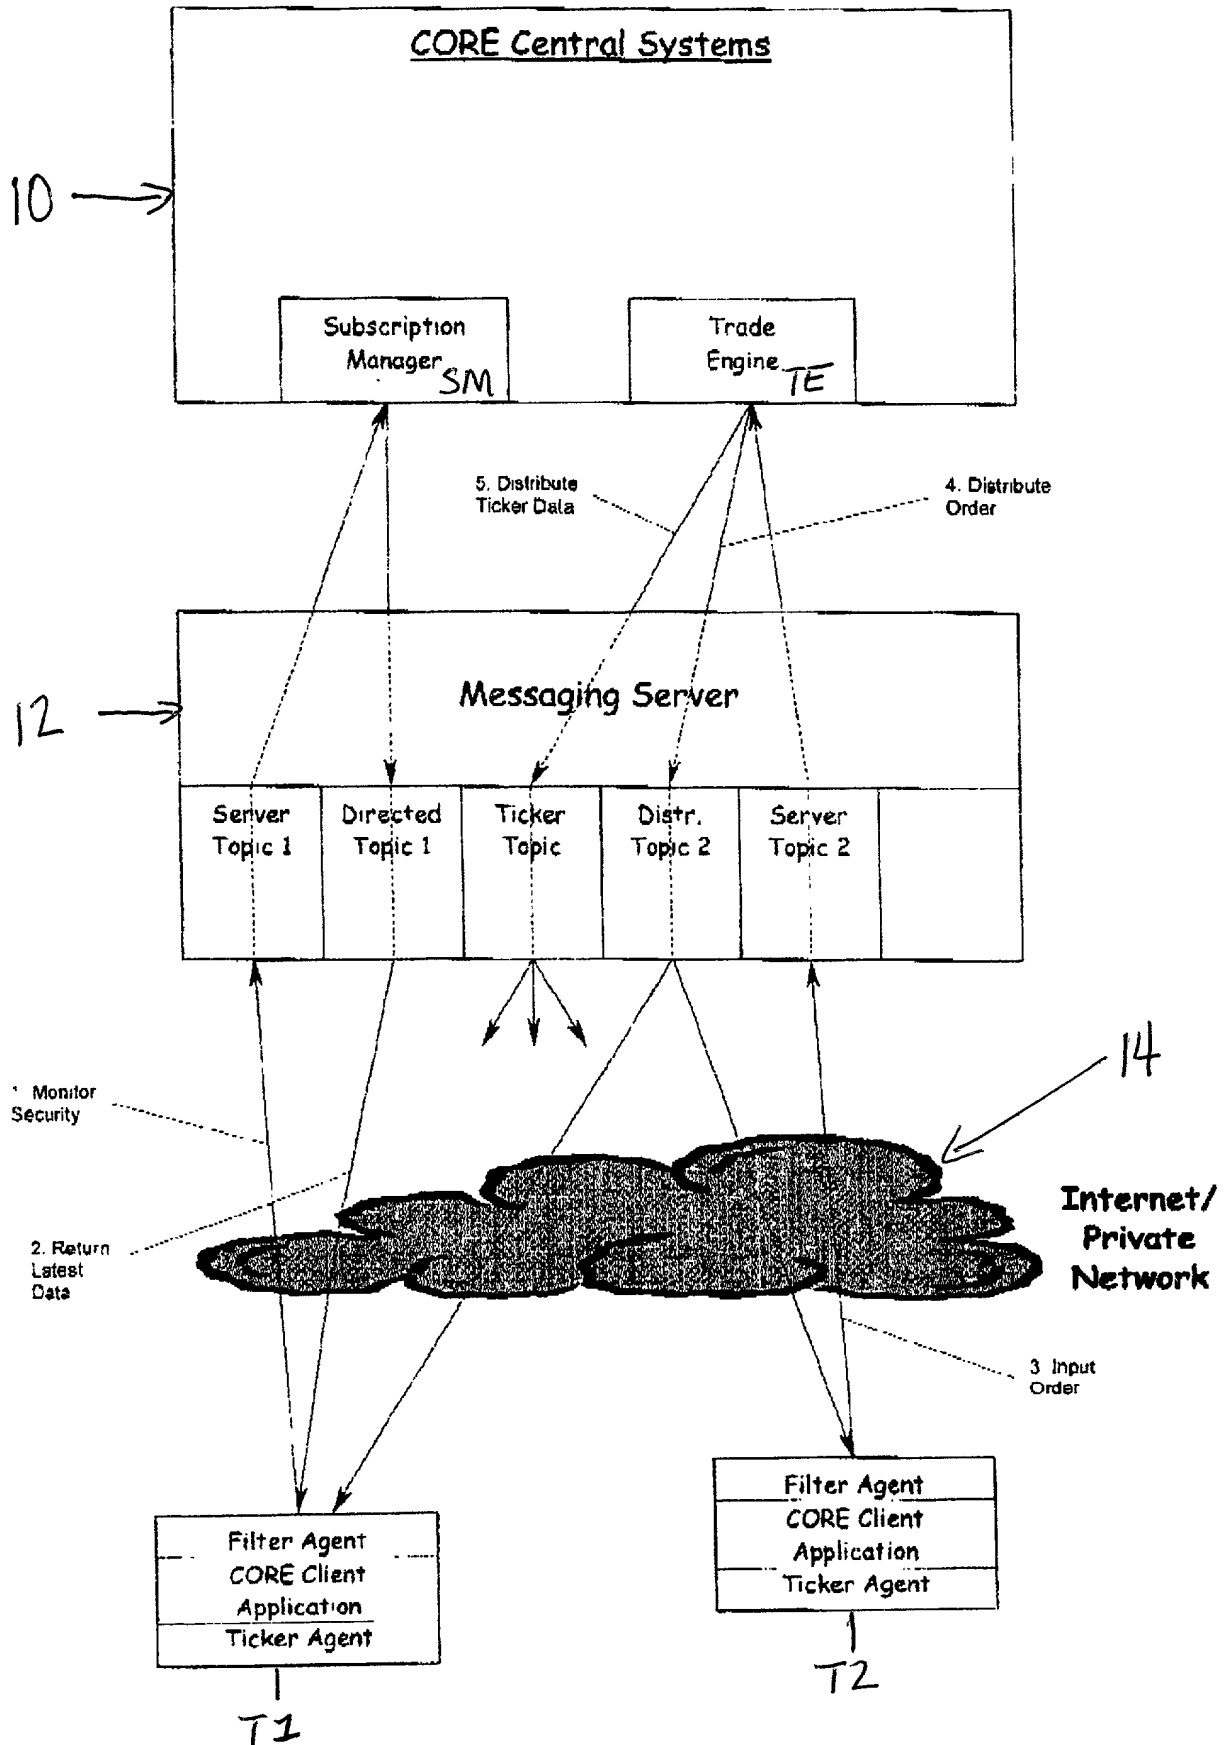 CORE Central Systems
10
Subscription
Manager
SM
Trade
Engine
TE
5. Distribute
Ticker Data
4. Distribute
Order
12
Messaging Server
Server
Topic 1
Directed
Topic 1
Ticker
Topic
Distr.
Topic 2
Server
Topic 2
14
Monitor
Security
Internet/
Private
Network
2. Return
Latest
Data
3 Input
Order
Filter Agent
CORE Client
Application
Ticker Agent
T1
Filter Agent
CORE Client
Application
Ticker Agent
T2